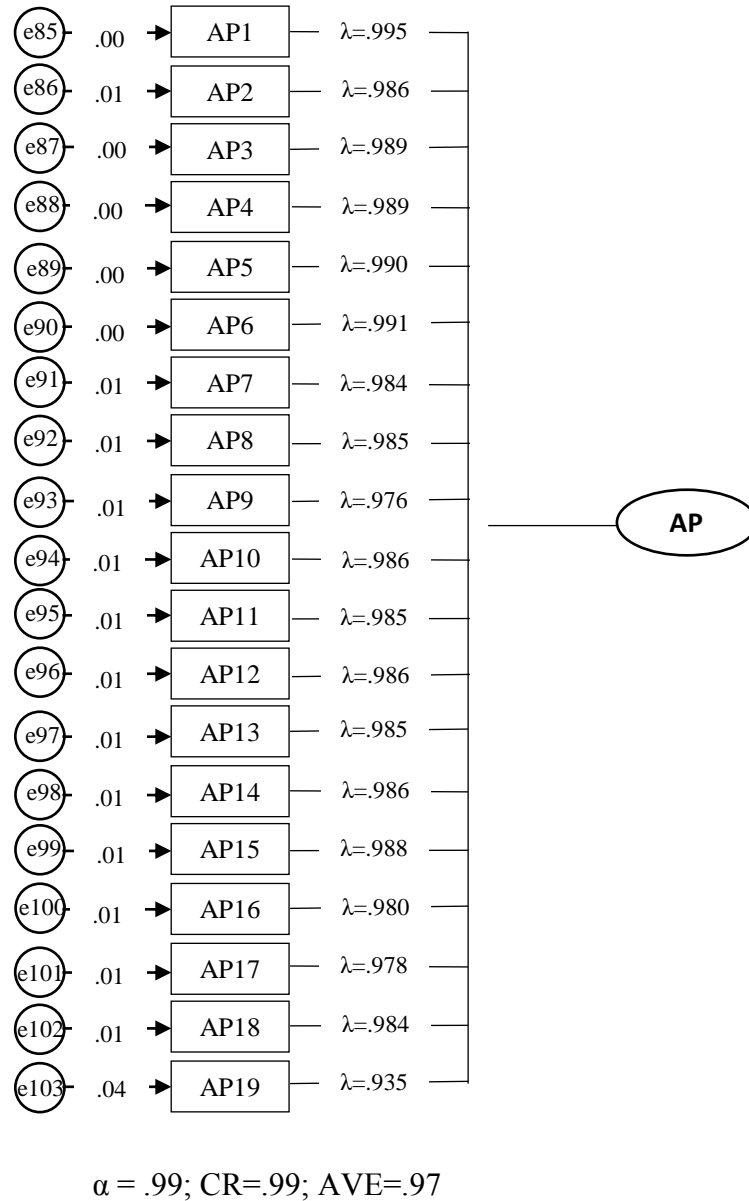 e85 .00 AP1 λ=.995
e86 .01 AP2 λ=.986
e87 .00 AP3 λ=.989
e88 .00 AP4 λ=.989
e89 .00 AP5 λ=.990
e90 .00 AP6 λ=.991
e91 .01 AP7 λ=.984
e92 .01 AP8 λ=.985
e93 .01 AP9 λ=.976
AP
e94 .01 AP10 λ=.986
e95 .01 AP11 λ=.985
e96 .01 AP12 λ=.986
e97 .01 AP13 λ=.985
e98 .01 AP14 λ=.986
e99 .01 AP15 λ=.988
e100 .01 AP16 λ=.980
e101 .01 AP17 λ=.978
e102 .01 AP18 λ=.984
e103 .04 AP19 λ=.935
α = .99; CR=.99; AVE=.97